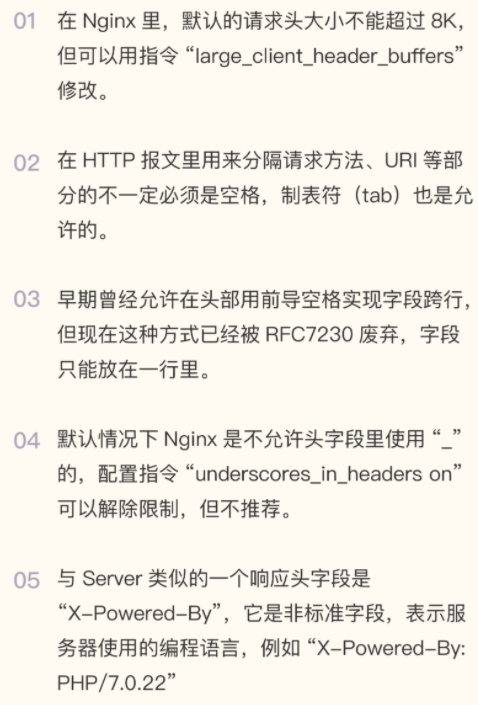 01 在 Nginx 里，默认的请求头大小不能超过 8K，
但可以用指令 “large_client_header_buffers”
修改。
02 在 HTTP 报文里用来分隔请求方法、URI 等部
分的不一定必须是空格，制表符（tab）也是允
许的。
03 早期曾经允许在头部用前导空格实现字段跨行，
但现在这种方式已经被 RFC7230 废弃，字段
只能放在一行里。
04 默认情况下 Nginx 是不允许头字段里使用 “_”
的，配置指令 “underscores_in_headers on”
可以解除限制，但不推荐。
05 与 Server 类似的一个响应头字段是
“X-Powered-By”，它是非标准字段，表示服
务器使用的编程语言，例如 “X-Powered-By:
PHP/7.0.22”